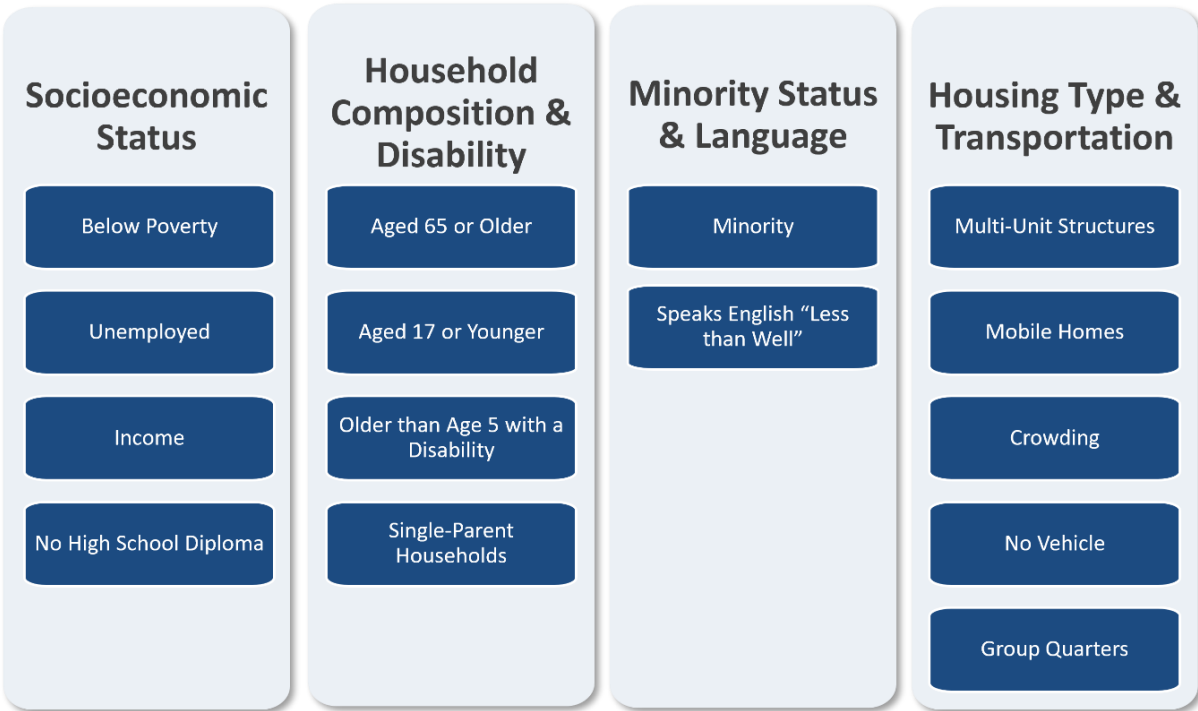 Socioeconomic
Status
Below Poverty
Unemployed
Income
No High School Diploma
Household
Composition &
Disability
Aged 65 or Older
Aged 17 or Younger
Older than Age 5 with a
Disability
Single-Parent
Households
Minority Status
& Language
Minority
Speaks English “Less
than Well”
Housing Type &
Transportation
Multi-Unit Structures
Mobile Homes
Crowding
No Vehicle
Group Quarters